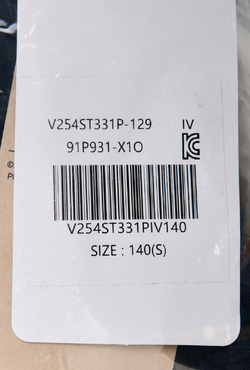 V254ST331P-129 IV
91P931-X1O
V254ST331PIV140
SIZE : 140(S)